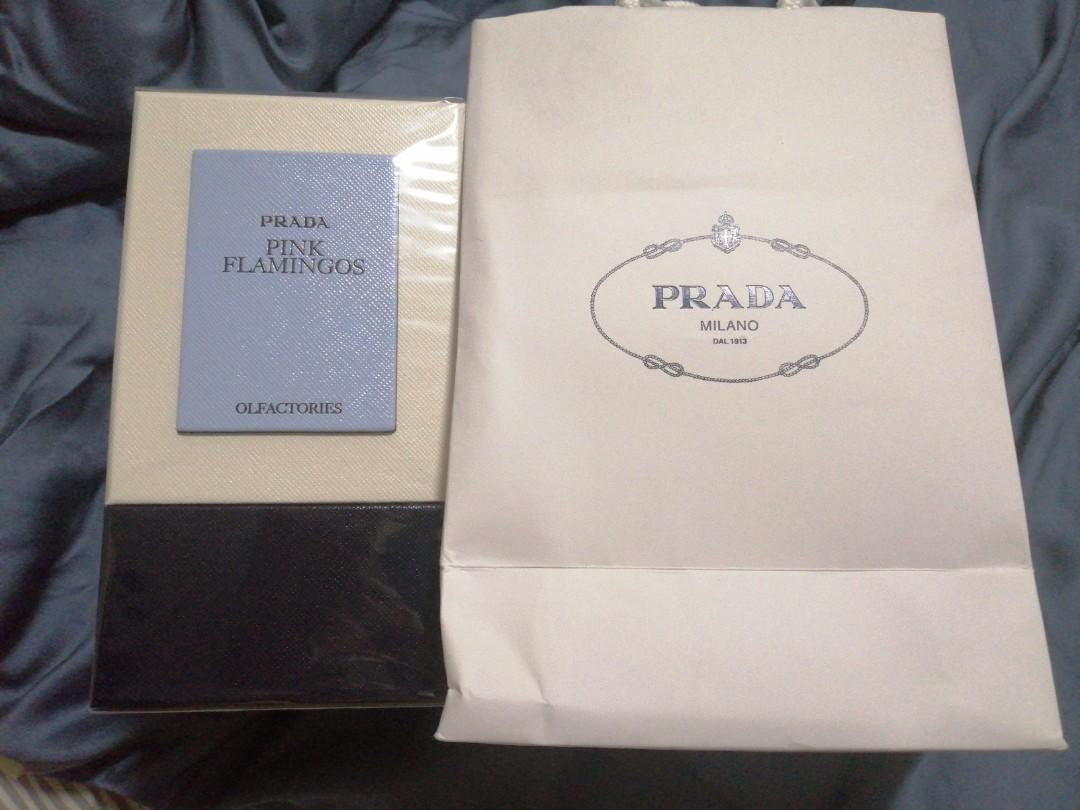 PRADA
PINK
FLAMINGOS
OLFACTORIES
PRADA
MILANO
DAL 1913